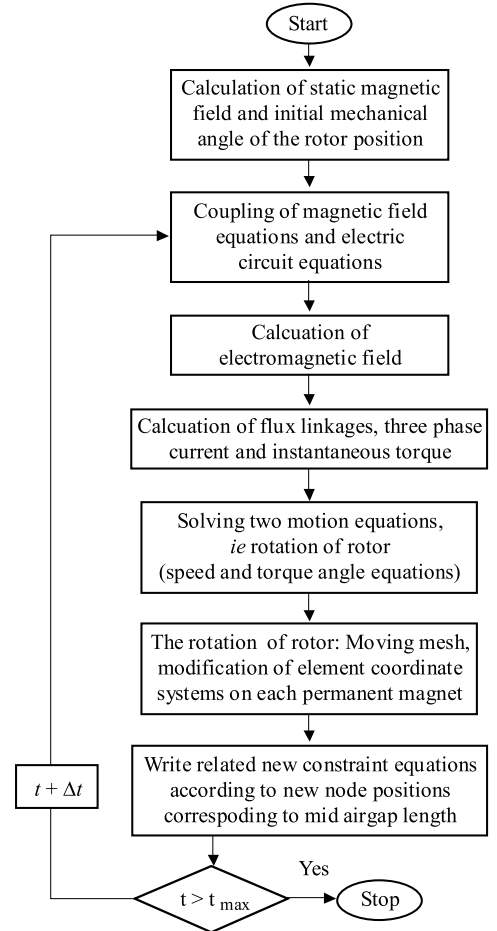 Start
Calculation of static magnetic
field and initial mechanical
angle of the rotor position
Coupling of magnetic field
equations and electric
circuit equations
Calcuation of
electromagnetic field
Calcuation of flux linkages, three phase
current and instantaneous torque
Solving two motion equations,
ie rotation of rotor
(speed and torque angle equations)
The rotation of rotor: Moving mesh,
modification of element coordinate
systems on each permanent magnet
Write related new constraint equations
according to new node positions
correspoding to mid airgap length
t + Δt
t > t max
Yes
Stop